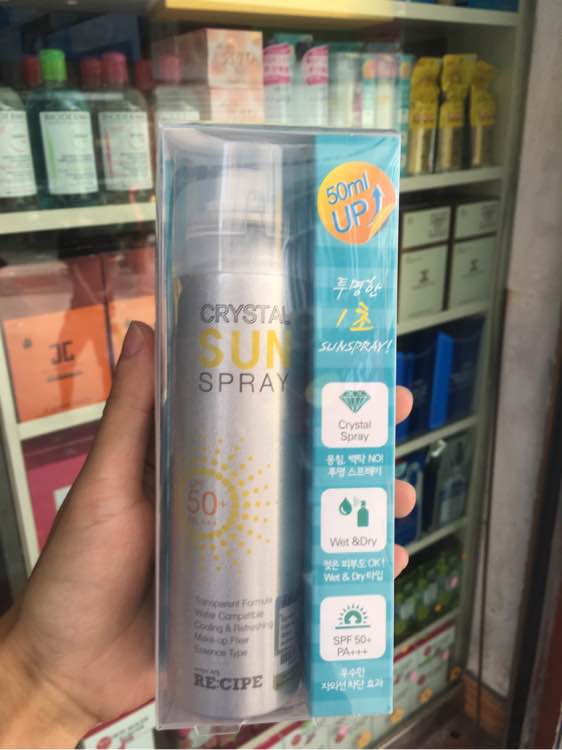 CRYSTAL
SUN
SPRAY
50+
Transparent Formula
Water Compatible
Cooling & Refreshing
Make-up Fixer
Essence Type
RE:CIPE
50ml
UP
투명한
1초
SUNSPRAY!
Crystal
Spray
뭉침, 백탁 NO!
투명 스프레이
Wet &Dry
젖은 피부도 OK!
Wet & Dry 타입
SPF 50+
PA+++
우수한
자외선 차단 효과
BIODERMA
JC